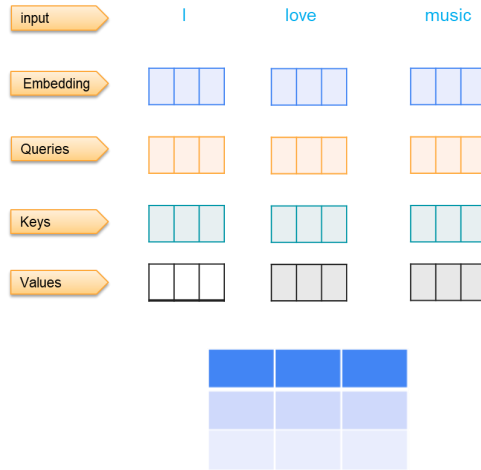 input I love music
Embedding
Queries
Keys
Values